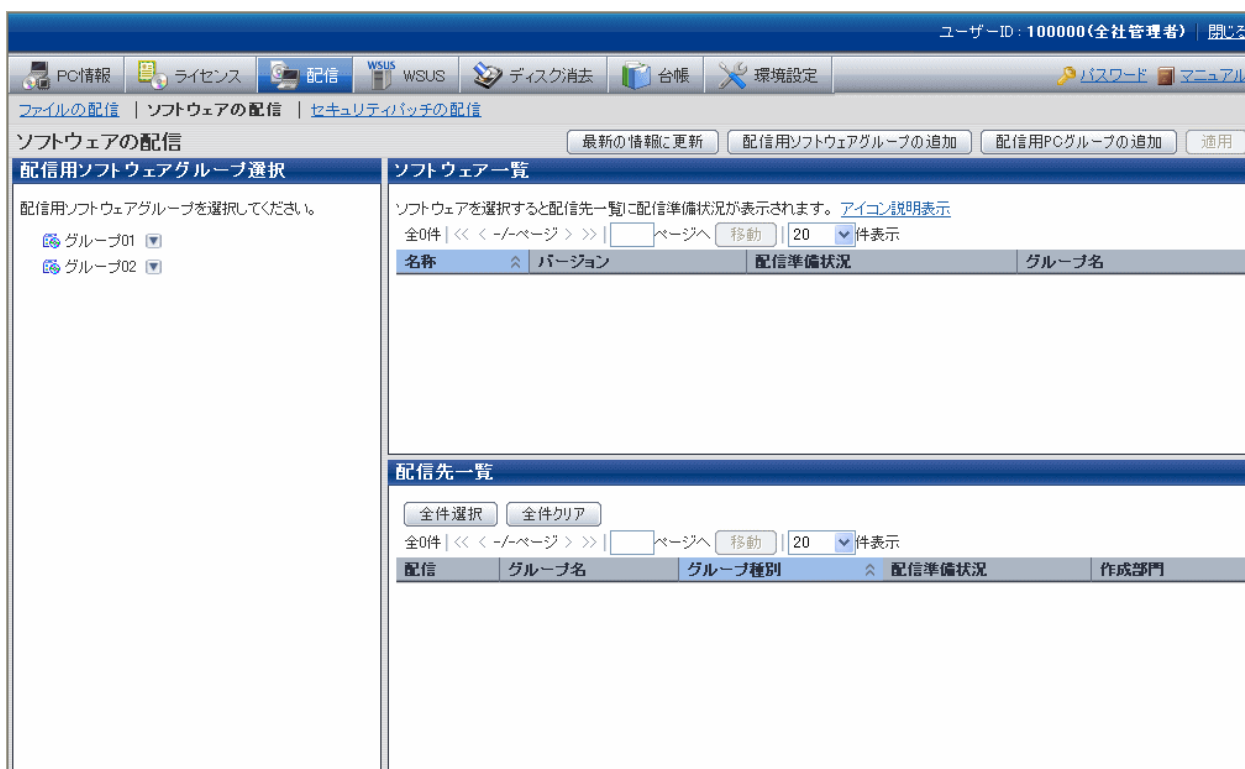 ユーザーID : 100000(全社管理者) | 閉じる
PC情報 ライセンス 配信 WSUS WSUS ディスク消去 台帳 環境設定 パスワード マニュアル
ファイルの配信 | ソフトウェアの配信 | セキュリティパッチの配信
ソフトウェアの配信 最新の情報に更新 配信用ソフトウェアグループの追加 配信用PCグループの追加 適用
配信用ソフトウェアグループ選択
配信用ソフトウェアグループを選択してください。
グループ01
グループ02
ソフトウェア一覧
ソフトウェアを選択すると配信先一覧に配信準備状況が表示されます。 アイコン説明表示
全0件 | << < -/-ページ > >> | ページへ 移動 | 20 件表示
名称 バージョン 配信準備状況 グループ名
配信先一覧
全件選択 全件クリア
全0件 | << < -/-ページ > >> | ページへ 移動 | 20 件表示
配信 グループ名 グループ種別 配信準備状況 作成部門